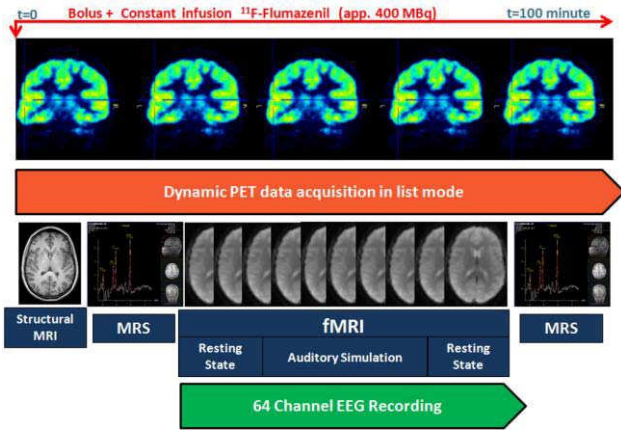 t=0 Bolus + Constant infusion ¹¹F-Flumazenil (app. 400 MBq) t=100 minute
Dynamic PET data acquisition in list mode
Structural MRI
MRS
fMRI
MRS
Resting State
Auditory Simulation
Resting State
64 Channel EEG Recording